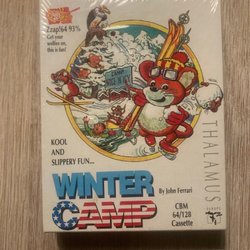 Zzap!64 93%
Get your
wellies on,
this is fun!
CAMP
KOOL
AND
SLIPPERY FUN...
THALAMUS
EUROPE
WINTER
By John Ferrari
CAMP
CBM
64/128
Cassette